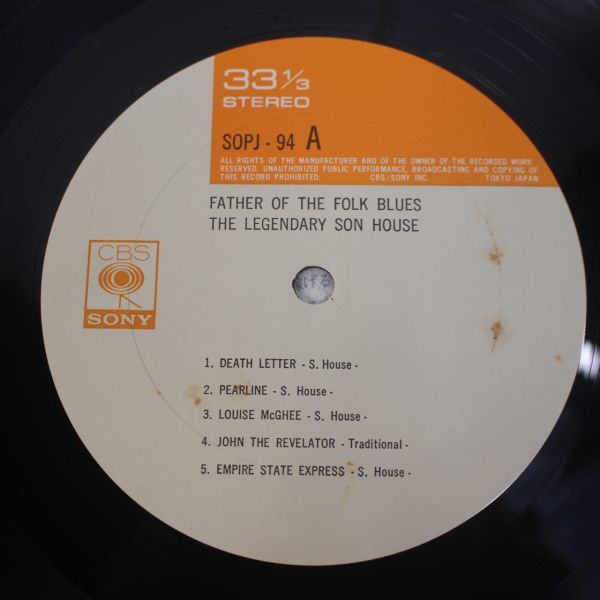 33 1/3
STEREO
SOPJ - 94 A
ALL RIGHTS OF THE MANUFACTURER AND OF THE OWNER OF THE RECORDED WORK
RESERVED. UNAUTHORIZED PUBLIC PERFORMANCE, BROADCASTING AND COPYING OF
THIS RECORD PROHIBITED. CBS/SONY INC. TOKYO JAPAN.
FATHER OF THE FOLK BLUES
THE LEGENDARY SON HOUSE
CBS
SONY
1. DEATH LETTER - S. House -
2. PEARLINE - S. House -
3. LOUISE McGHEE - S. House -
4. JOHN THE REVELATOR - Traditional -
5. EMPIRE STATE EXPRESS - S. House -